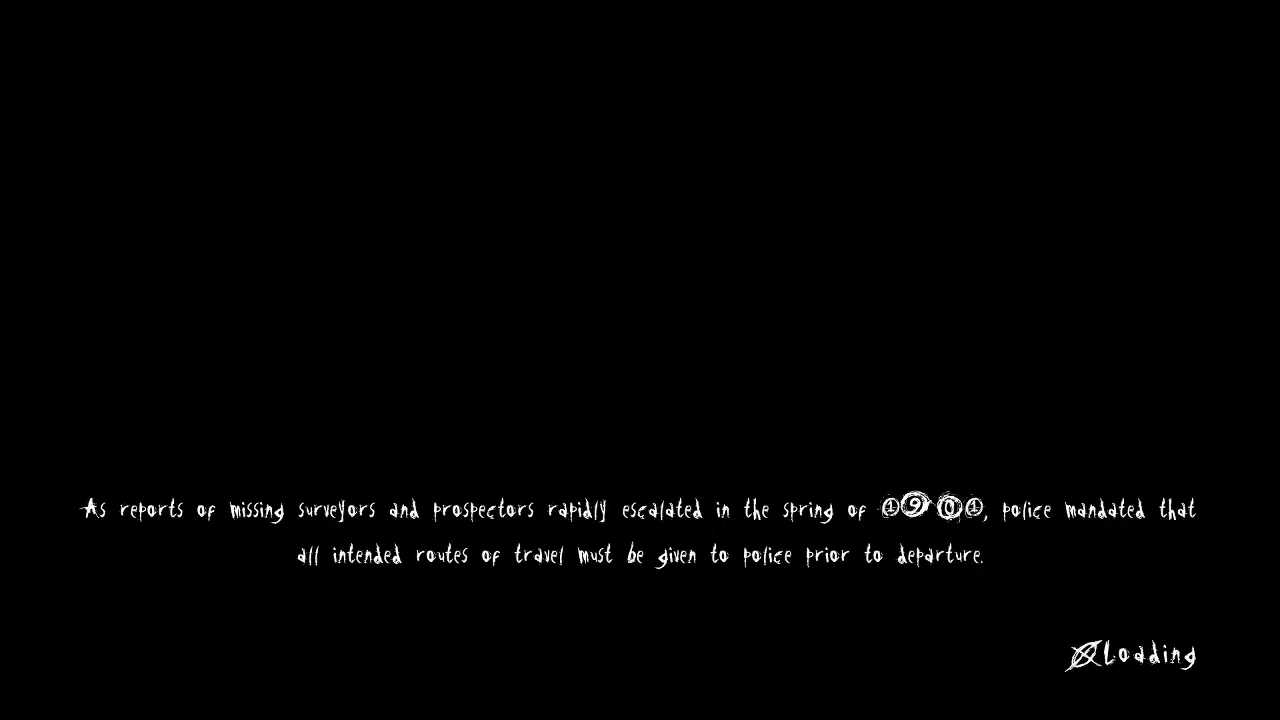 As reports of missing surveyors and prospectors rapidly escalated in the spring of 1901, police mandated that
all intended routes of travel must be given to police prior to departure.
Loading